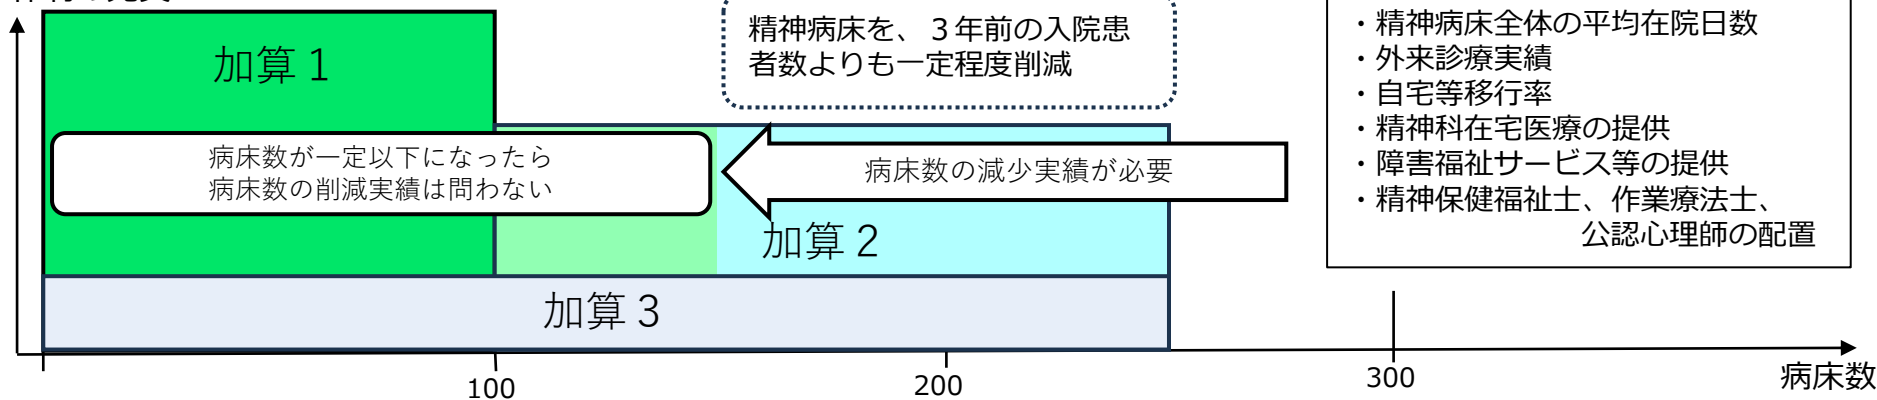 加算１
精神病床を、３年前の入院患
者数よりも一定程度削減
・精神病床全体の平均在院日数
・外来診療実績
・自宅等移行率
・精神科在宅医療の提供
・障害福祉サービス等の提供
・精神保健福祉士、作業療法士、
公認心理師の配置
病床数が一定以下になったら
病床数の削減実績は問わない
病床数の減少実績が必要
加算２
加算３
100
200
300
病床数